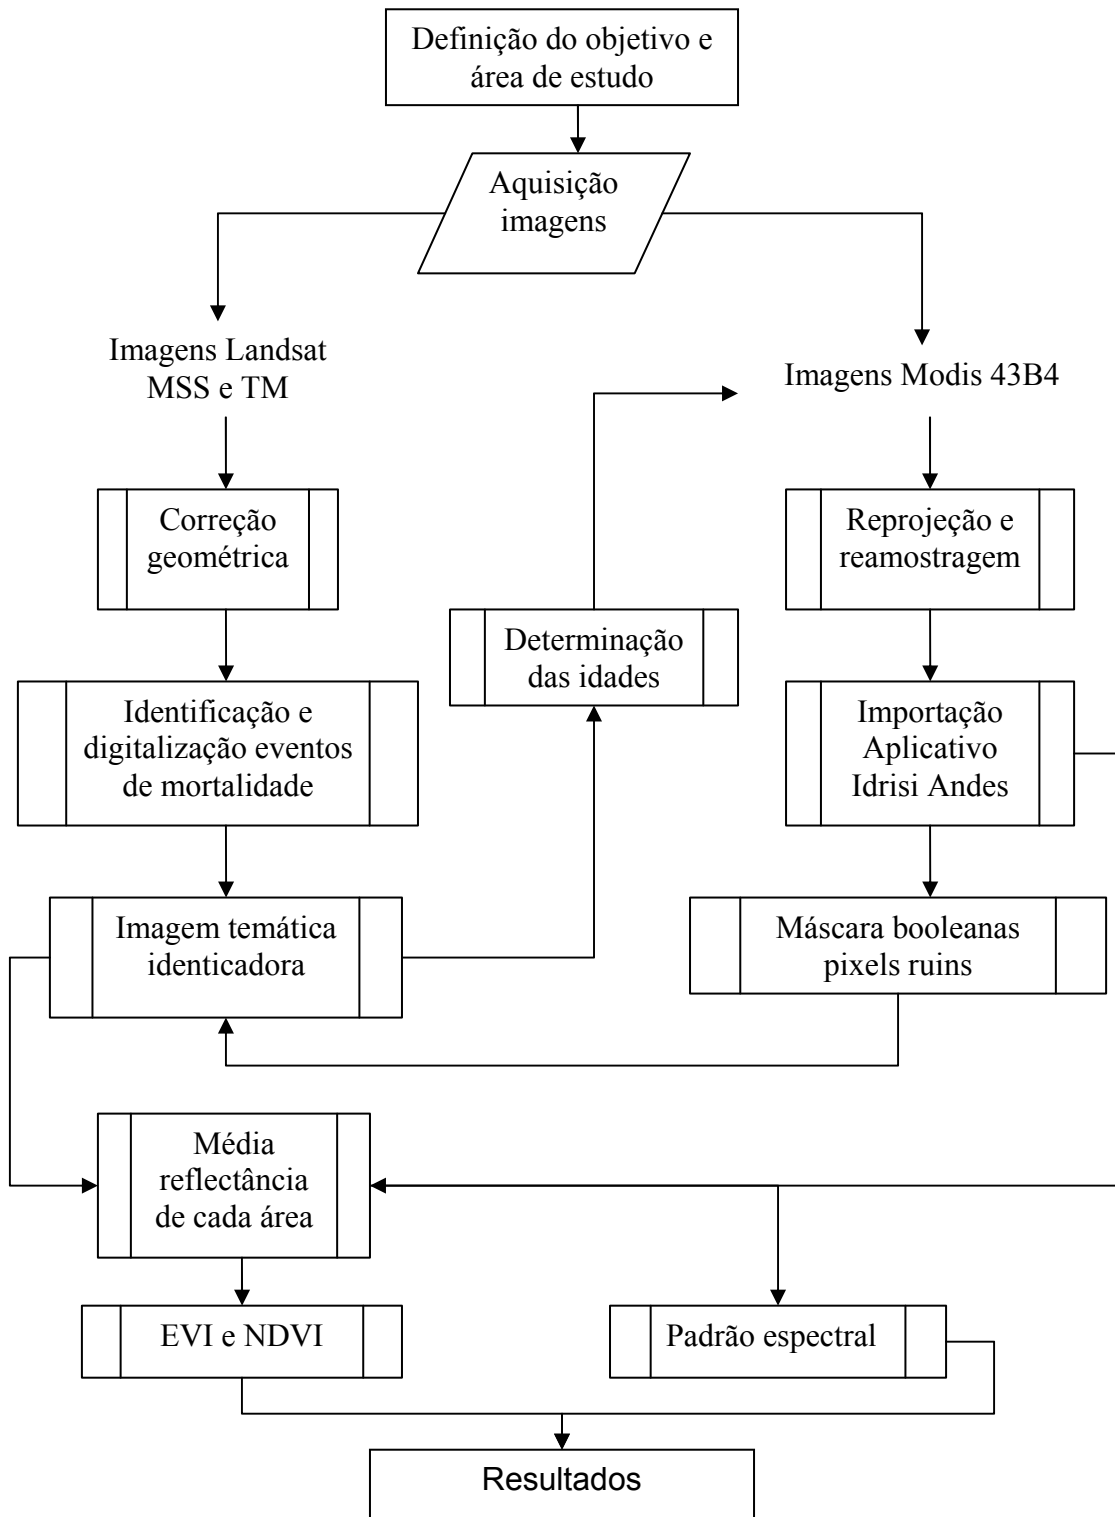 Definição do objetivo e
área de estudo
Aquisição
imagens
Imagens Landsat
MSS e TM
Imagens Modis 43B4
Correção
geométrica
Reprojeção e
reamostragem
Determinação
das idades
Identificação e
digitalização eventos
de mortalidade
Importação
Aplicativo
Idrisi Andes
Imagem temática
identicadora
Máscara booleanas
pixels ruins
Média
reflectância
de cada área
EVI e NDVI
Padrão espectral
Resultados